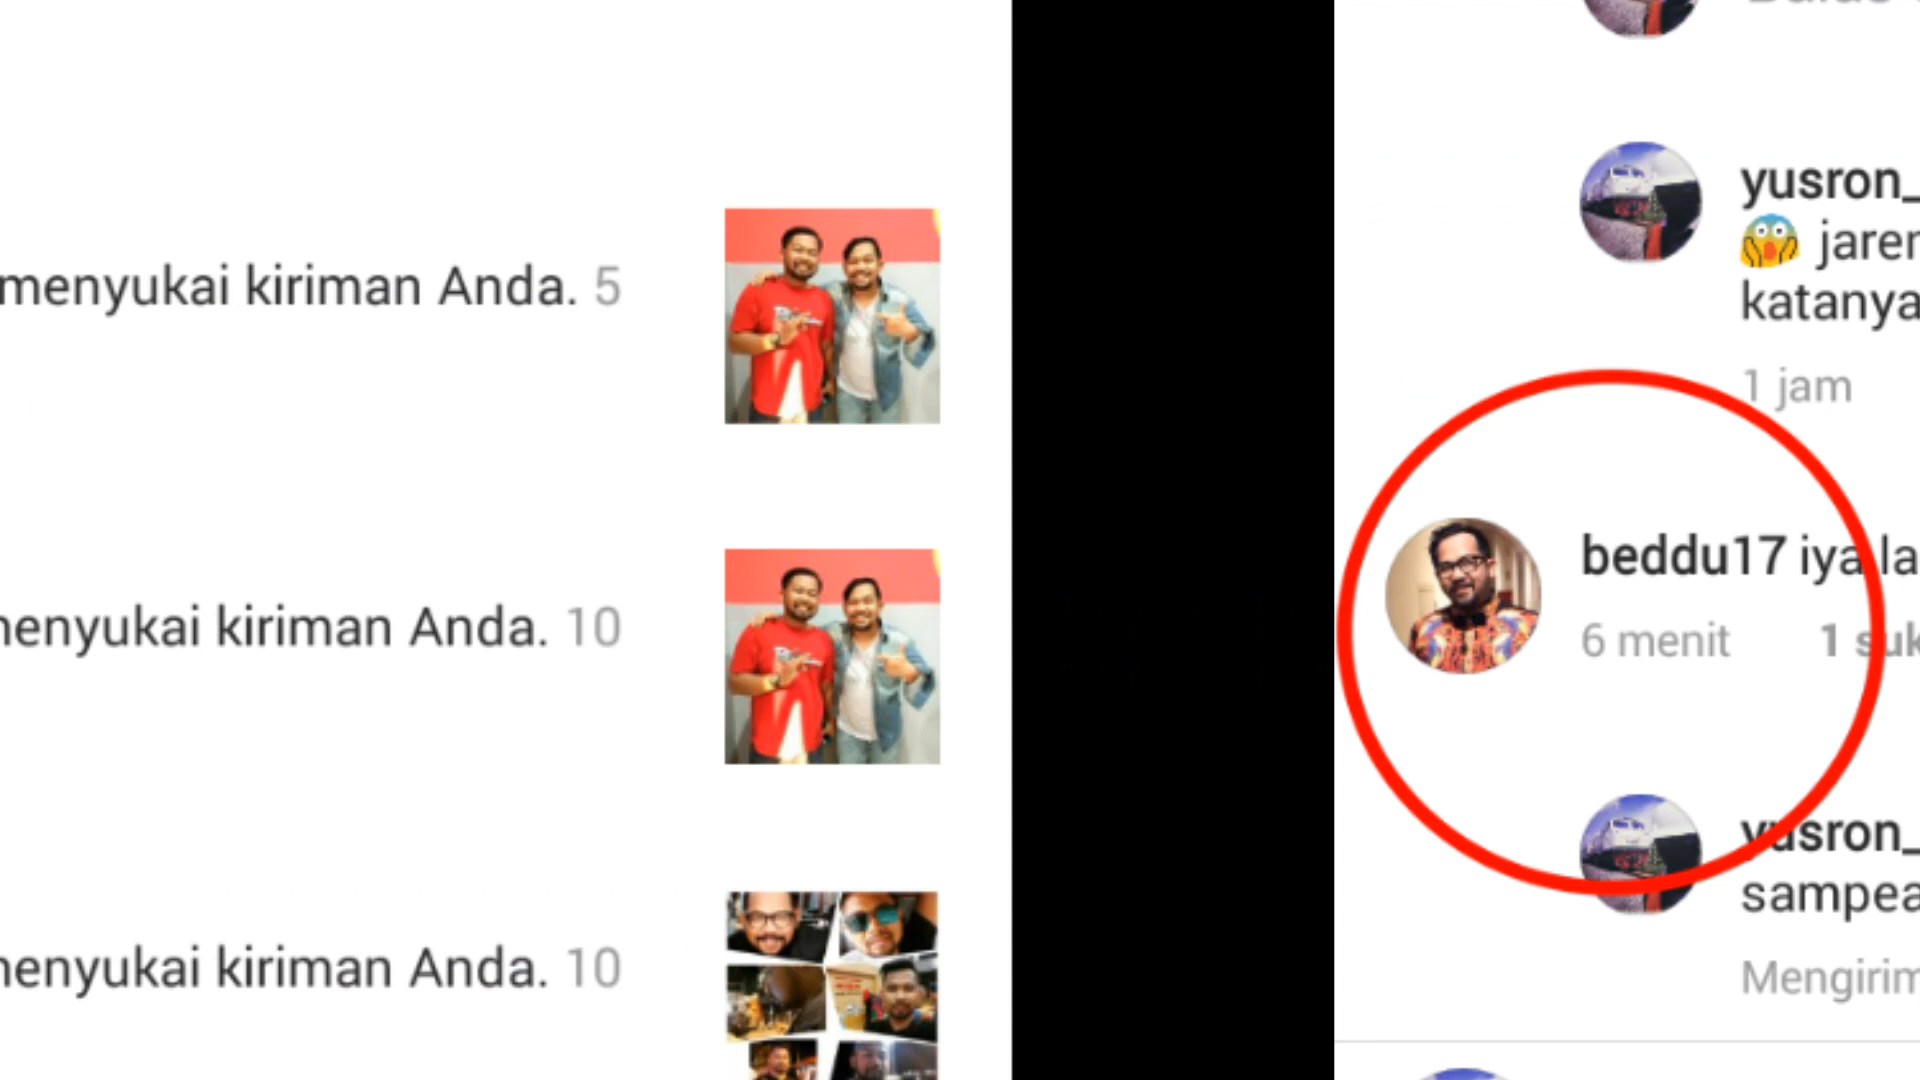 menyukai kiriman Anda. 5
menyukai kiriman Anda. 10
menyukai kiriman Anda. 10
yusron_
😱 jaren
katanya
1 jam
beddu17 iya la
6 menit 1 suk
yusron_
sampea
Mengirim